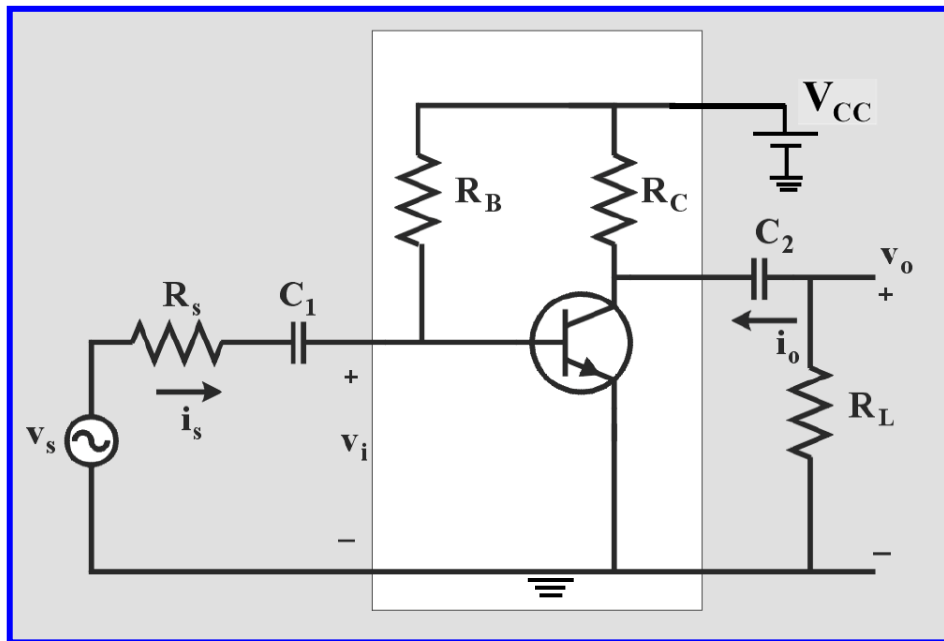 V_CC
R_B
R_C
C_2
v_o
+
R_s
C_1
i_o
+
i_s
R_L
v_s
v_i
–
–